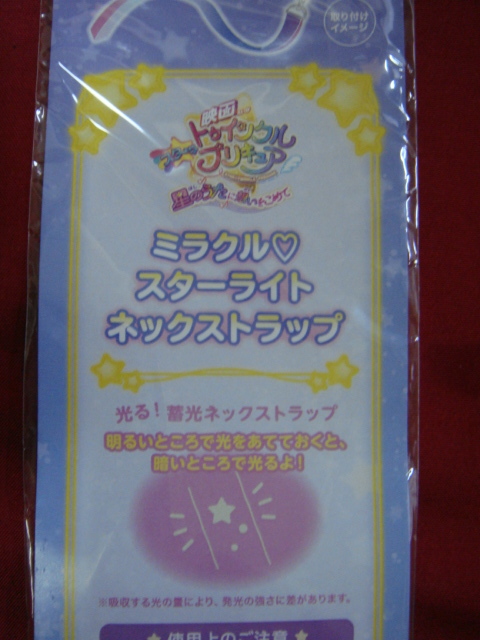 取り付け
イメージ
映画
スター☆トゥインクル
プリキュア
星のうたに想いをこめて
ミラクル♡
スターライト
ネックストラップ
光る！蓄光ネックストラップ
明るいところで光をあてておくと、
暗いところで光るよ！
※吸収する光の量により、発光の強さに差があります。
★使用上のご注意★